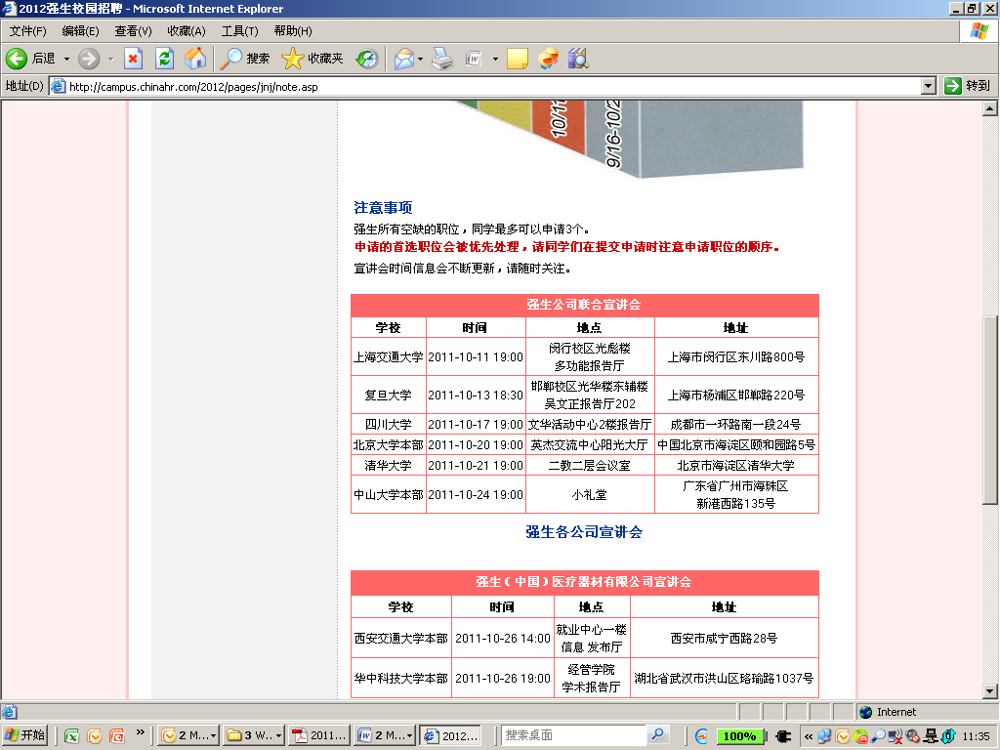 2012强生校园招聘 - Microsoft Internet Explorer
文件(F) 编辑(E) 查看(V) 收藏(A) 工具(T) 帮助(H)
后退 搜索 收藏夹
地址(D) http://campus.chinahr.com/2012/pages/jnj/note.asp 转到
10/11
9/16-10/2
注意事项
强生所有空缺的职位，同学最多可以申请3个。
申请的首选职位会被优先处理，请同学们在提交申请时注意申请职位的顺序。
宣讲会时间信息会不断更新，请随时关注。
强生公司联合宣讲会
学校 时间 地点 地址
上海交通大学 2011-10-11 19:00 闵行校区光彪楼
多功能报告厅 上海市闵行区东川路800号
复旦大学 2011-10-13 18:30 邯郸校区光华楼东辅楼
吴文正报告厅202 上海市杨浦区邯郸路220号
四川大学 2011-10-17 19:00 文华活动中心2楼报告厅 成都市一环路南一段24号
北京大学本部 2011-10-20 19:00 英杰交流中心阳光大厅 中国北京市海淀区颐和园路5号
清华大学 2011-10-21 19:00 二教二层会议室 北京市海淀区清华大学
中山大学本部 2011-10-24 19:00 小礼堂 广东省广州市海珠区
新港西路135号
强生各公司宣讲会
强生（中国）医疗器材有限公司宣讲会
学校 时间 地点 地址
西安交通大学本部 2011-10-26 14:00 就业中心一楼
信息 发布厅 西安市咸宁西路28号
华中科技大学本部 2011-10-26 19:00 经管学院
学术报告厅 湖北省武汉市洪山区珞瑜路1037号
Internet
开始 » 2 M... 3 W... 2011... 2 M... 2012... 搜索桌面 100% « 11:35